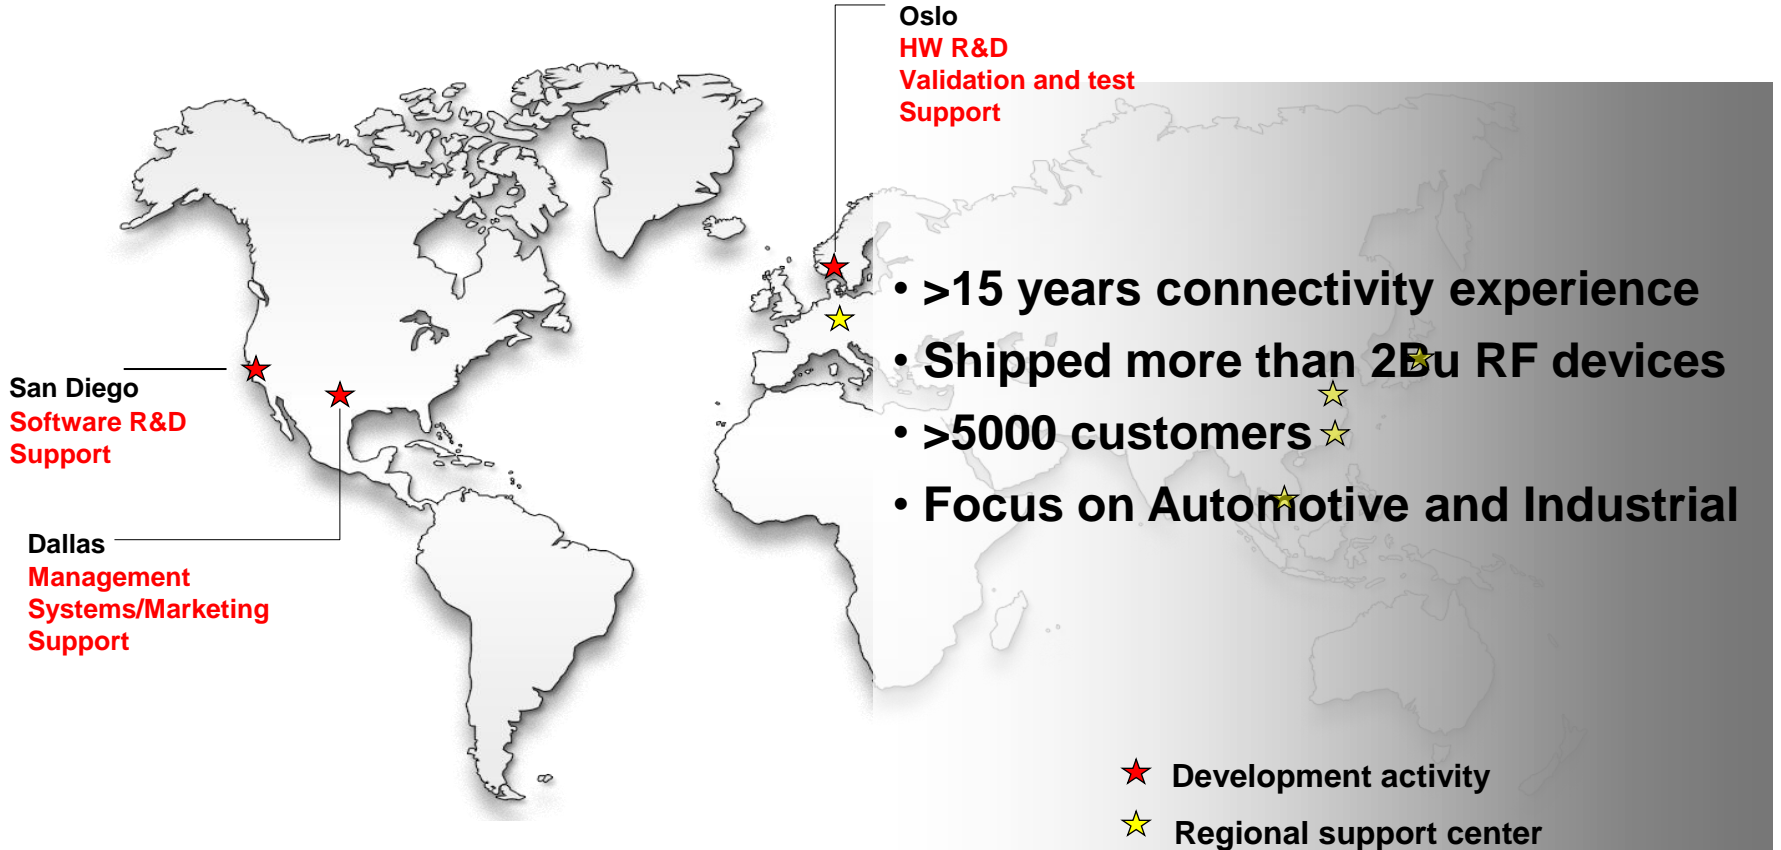 Oslo
HW R&D
Validation and test
Support
• >15 years connectivity experience
• Shipped more than 2Bu RF devices
• >5000 customers
• Focus on Automotive and Industrial
San Diego
Software R&D
Support
Dallas
Management
Systems/Marketing
Support
Development activity
Regional support center